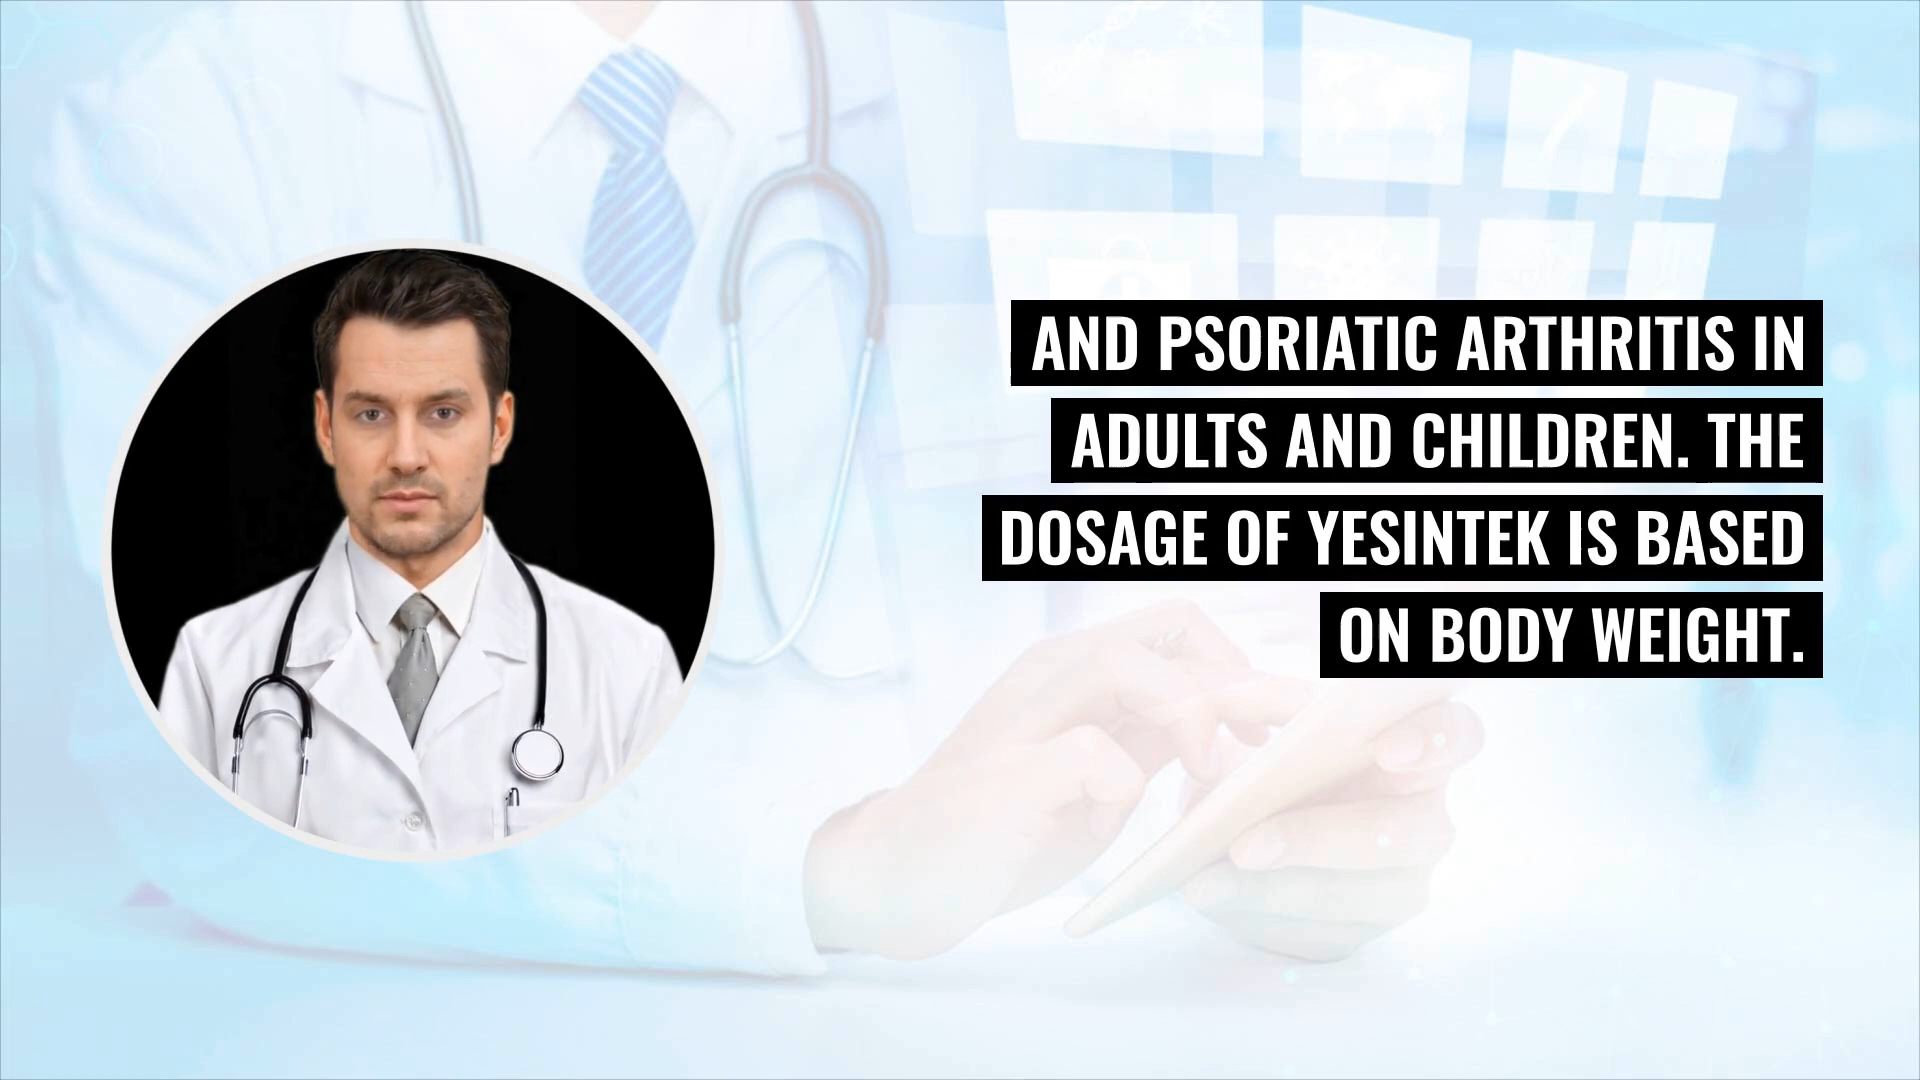 AND PSORIATIC ARTHRITIS IN
ADULTS AND CHILDREN. THE
DOSAGE OF YESINTEK IS BASED
ON BODY WEIGHT.